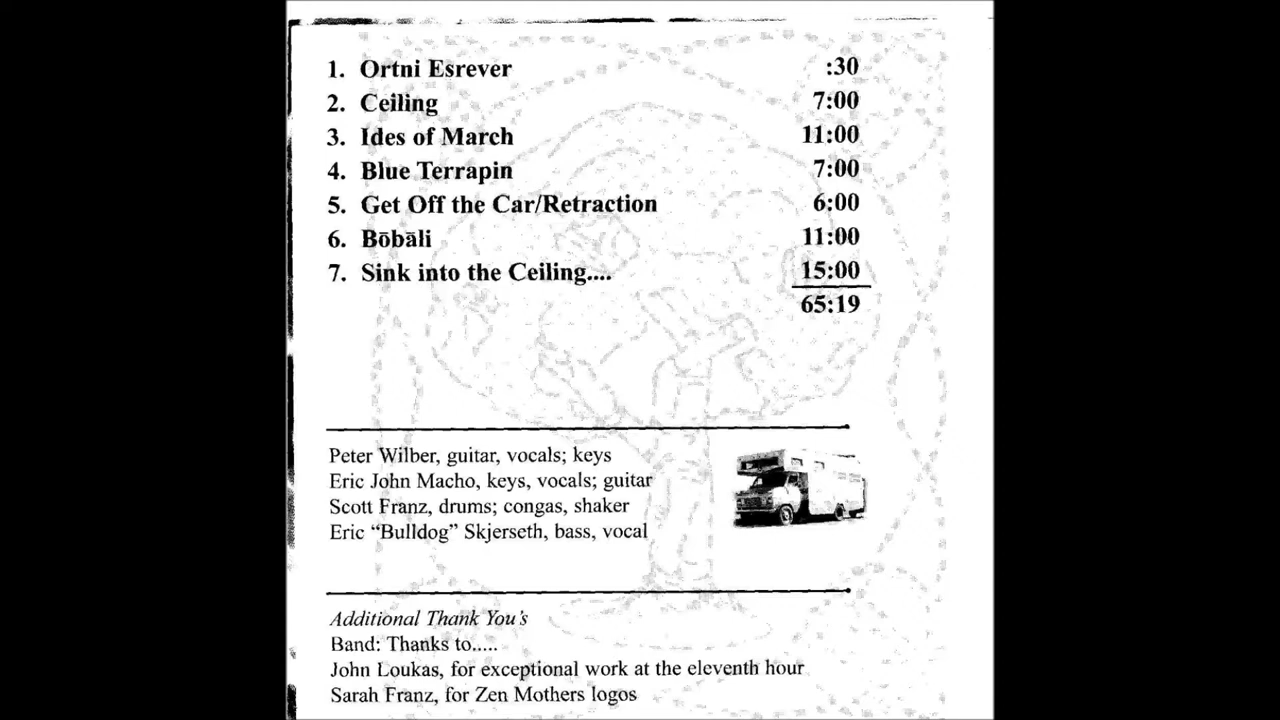 1. Ortni Esrever :30
2. Ceiling 7:00
3. Ides of March 11:00
4. Blue Terrapin 7:00
5. Get Off the Car/Retraction 6:00
6. Bōbāli 11:00
7. Sink into the Ceiling.... 15:00
65:19
Peter Wilber, guitar, vocals; keys
Eric John Macho, keys, vocals; guitar
Scott Franz, drums; congas, shaker
Eric “Bulldog” Skjerseth, bass, vocal
Additional Thank You’s
Band: Thanks to.....
John Loukas, for exceptional work at the eleventh hour
Sarah Franz, for Zen Mothers logos